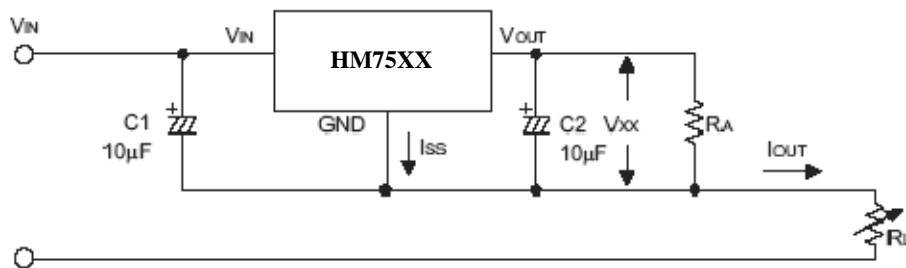 VIN
VIN
HM75XX
VOUT
C1
10µF
GND
ISS
C2
10µF
VXX
RA
IOUT
RL